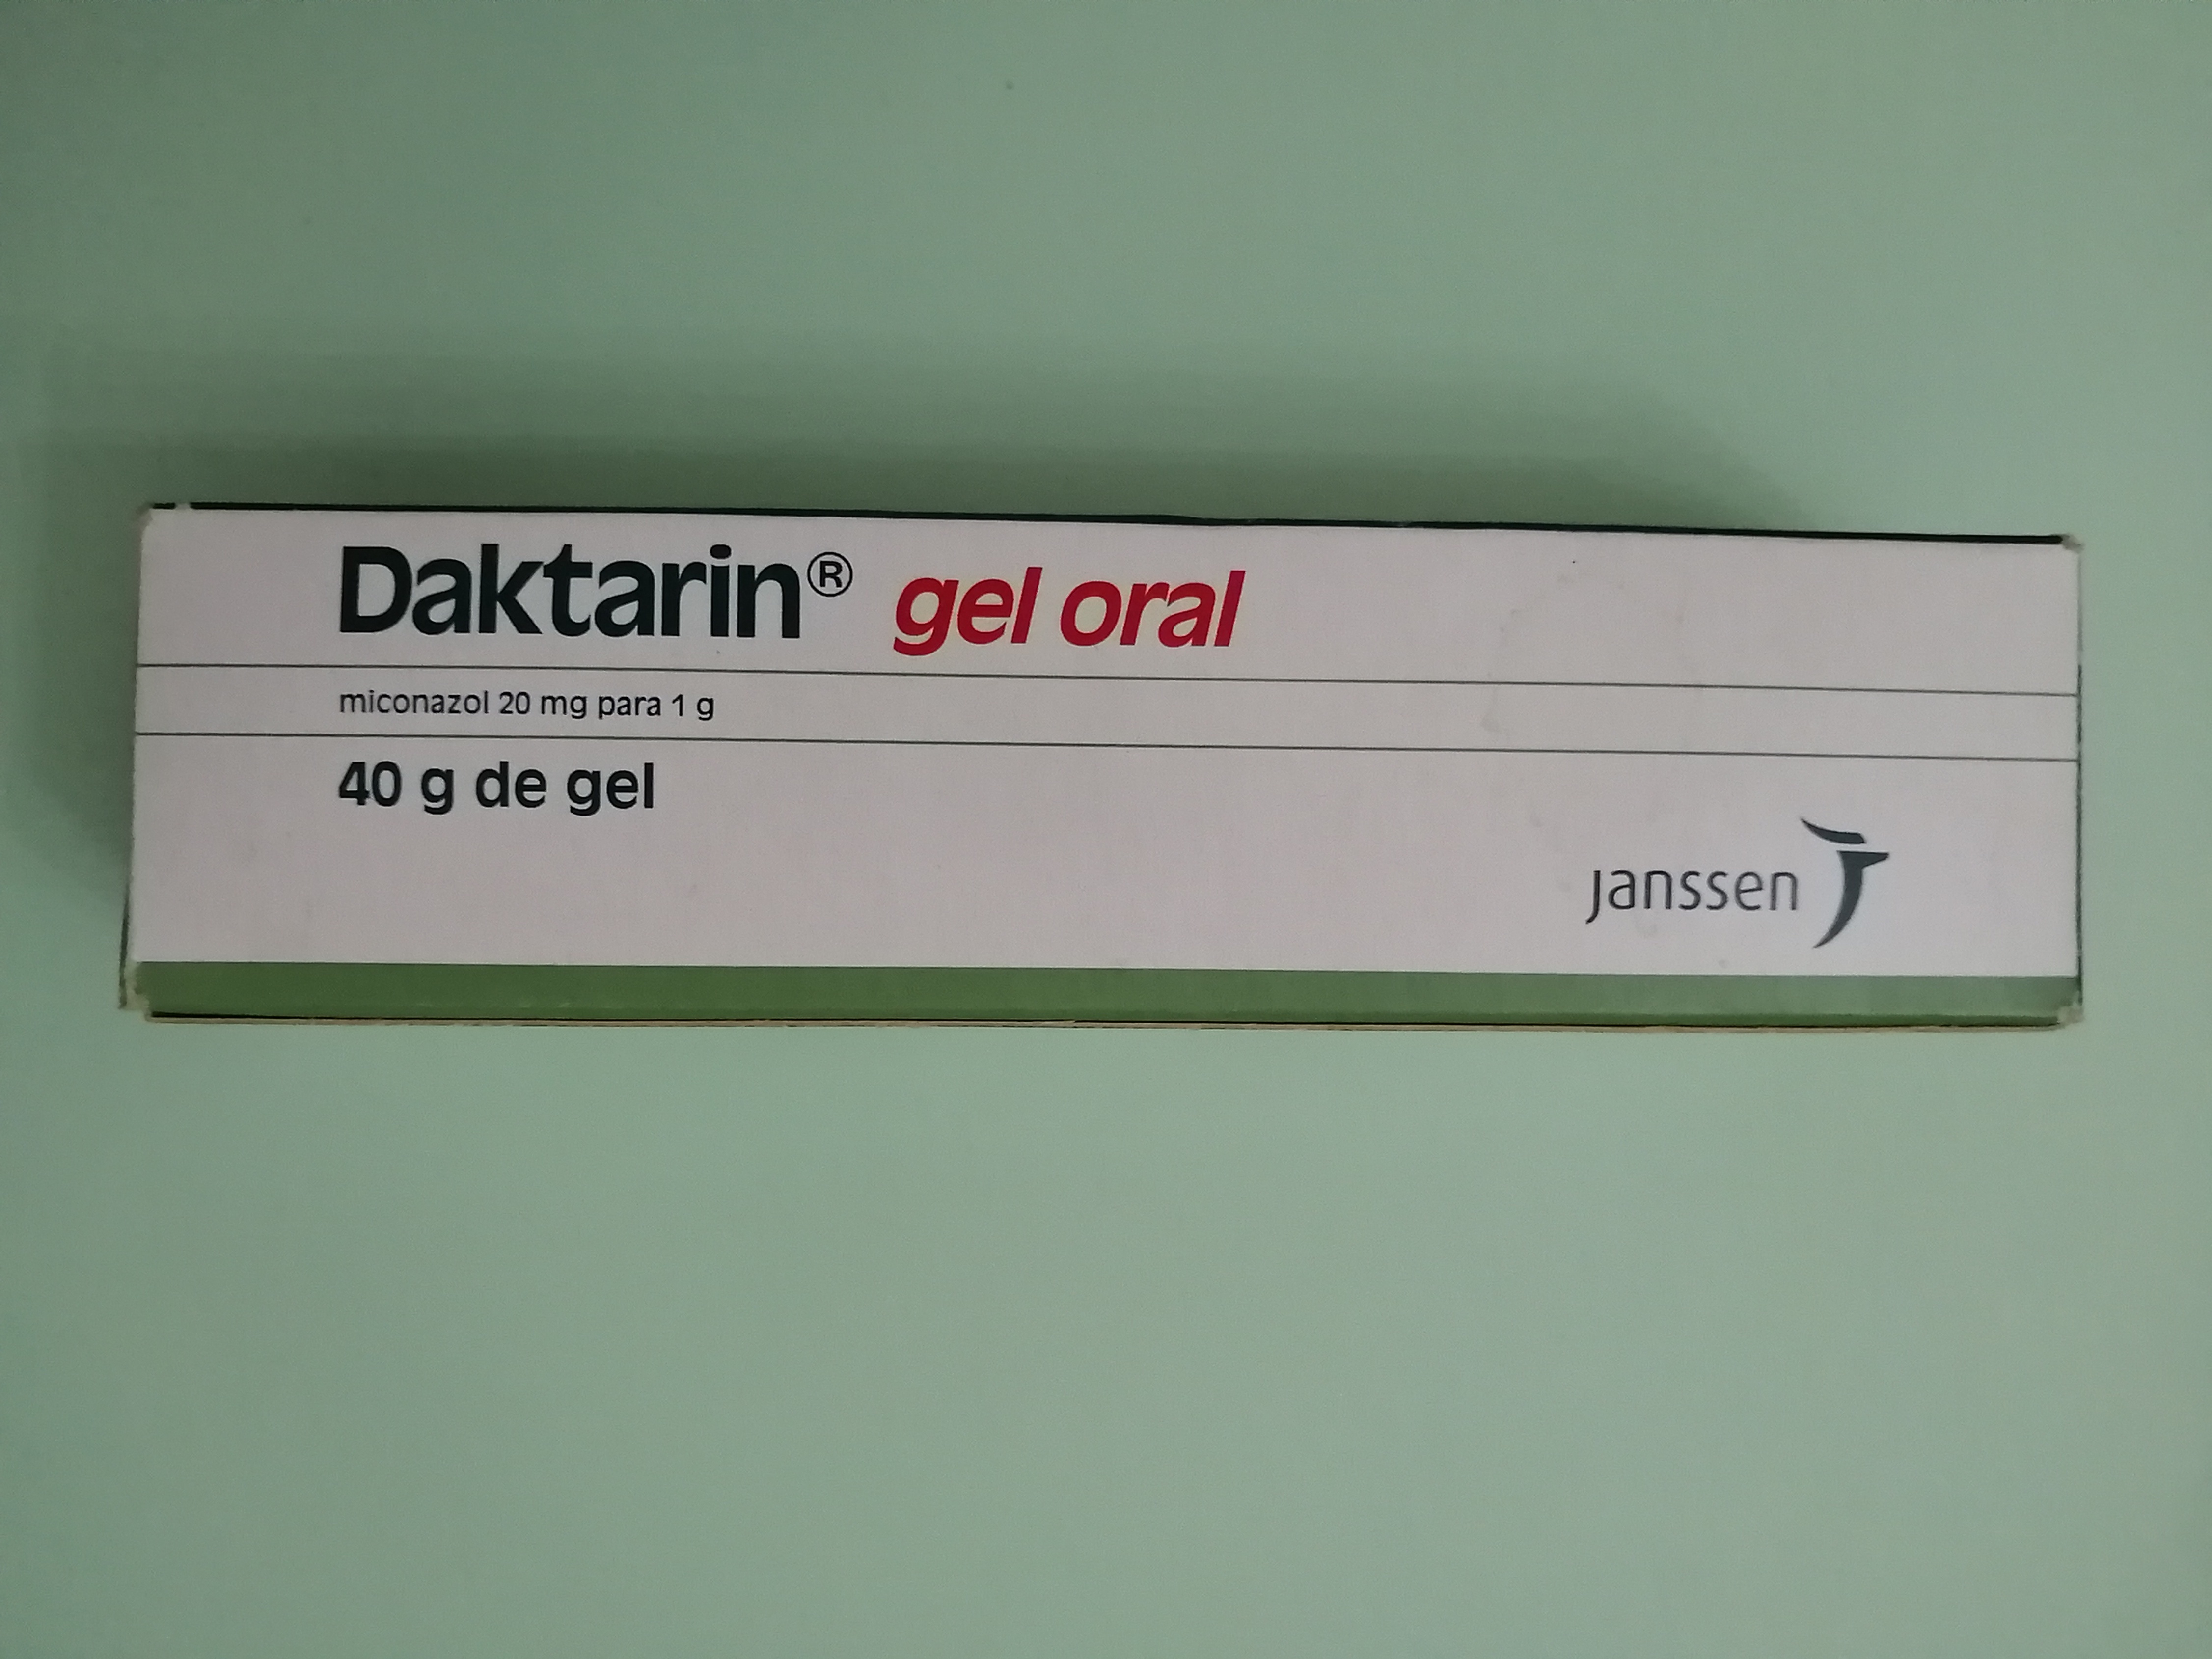 Daktarin® gel oral
miconazol 20 mg para 1 g
40 g de gel
janssen